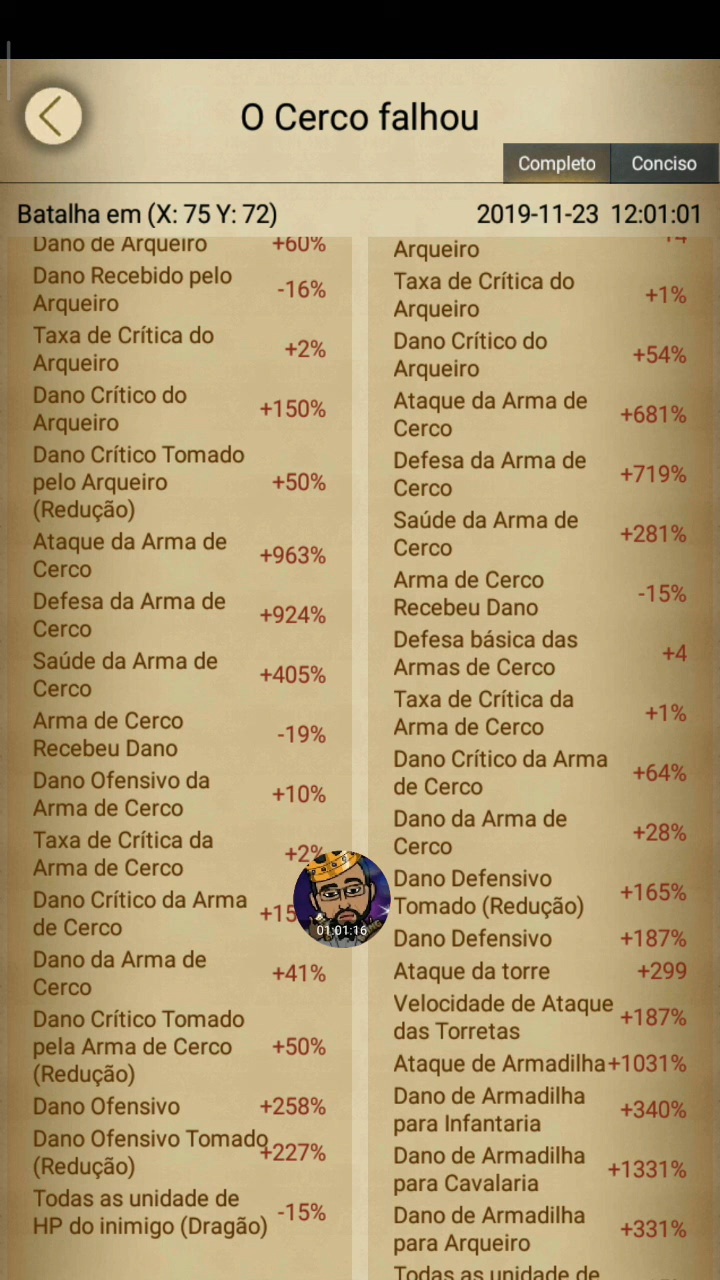 O Cerco falhou
Completo
Conciso
Batalha em (X: 75 Y: 72)
2019-11-23 12:01:01
Dano de Arqueiro +60%
Dano Recebido pelo
Arqueiro
-16%
Taxa de Crítica do
Arqueiro
+2%
Dano Crítico do
Arqueiro
+150%
Dano Crítico Tomado
pelo Arqueiro
(Redução)
+50%
Ataque da Arma de
Cerco
+963%
Defesa da Arma de
Cerco
+924%
Saúde da Arma de
Cerco
+405%
Arma de Cerco
Recebeu Dano
-19%
Dano Ofensivo da
Arma de Cerco
+10%
Taxa de Crítica da
Arma de Cerco
+2%
Dano Crítico da Arma
de Cerco
Dano da Arma de
Cerco
+41%
Dano Crítico Tomado
pela Arma de Cerco
(Redução)
+50%
Dano Ofensivo +258%
Dano Ofensivo Tomado
(Redução)
+227%
Todas as unidade de
HP do inimigo (Dragão)
-15%
Arqueiro
Taxa de Crítica do
Arqueiro
+1%
Dano Crítico do
Arqueiro
+54%
Ataque da Arma de
Cerco
+681%
Defesa da Arma de
Cerco
+719%
Saúde da Arma de
Cerco
+281%
Arma de Cerco
Recebeu Dano
-15%
Defesa básica das
Armas de Cerco
+4
Taxa de Crítica da
Arma de Cerco
+1%
Dano Crítico da Arma
de Cerco
+64%
Dano da Arma de
Cerco
+28%
Dano Defensivo
Tomado (Redução)
+165%
Dano Defensivo +187%
Ataque da torre +299
Velocidade de Ataque
das Torretas
+187%
Ataque de Armadilha +1031%
Dano de Armadilha
para Infantaria
+340%
Dano de Armadilha
para Cavalaria
+1331%
Dano de Armadilha
para Arqueiro
+331%
Todas as unidade de
01:01:16